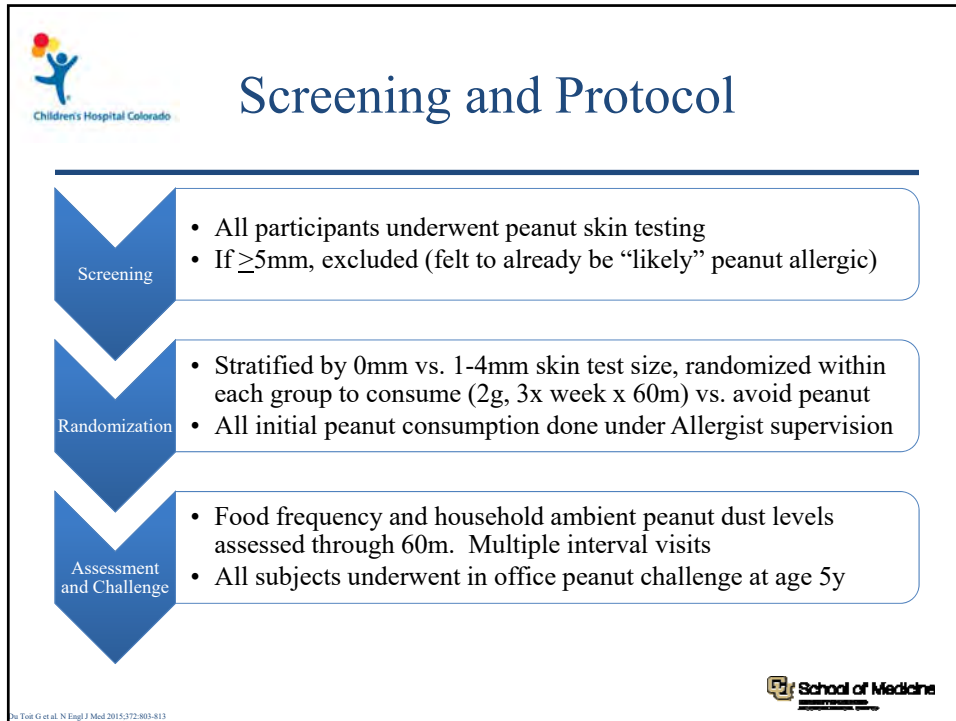 Children's Hospital Colorado
Screening and Protocol
Screening
• All participants underwent peanut skin testing
• If >5mm, excluded (felt to already be “likely” peanut allergic)
Randomization
• Stratified by 0mm vs. 1-4mm skin test size, randomized within
each group to consume (2g, 3x week x 60m) vs. avoid peanut
• All initial peanut consumption done under Allergist supervision
Assessment
and Challenge
• Food frequency and household ambient peanut dust levels
assessed through 60m.  Multiple interval visits
• All subjects underwent in office peanut challenge at age 5y
School of Medicine
Du Toit G et al. N Engl J Med 2015;372:803-813